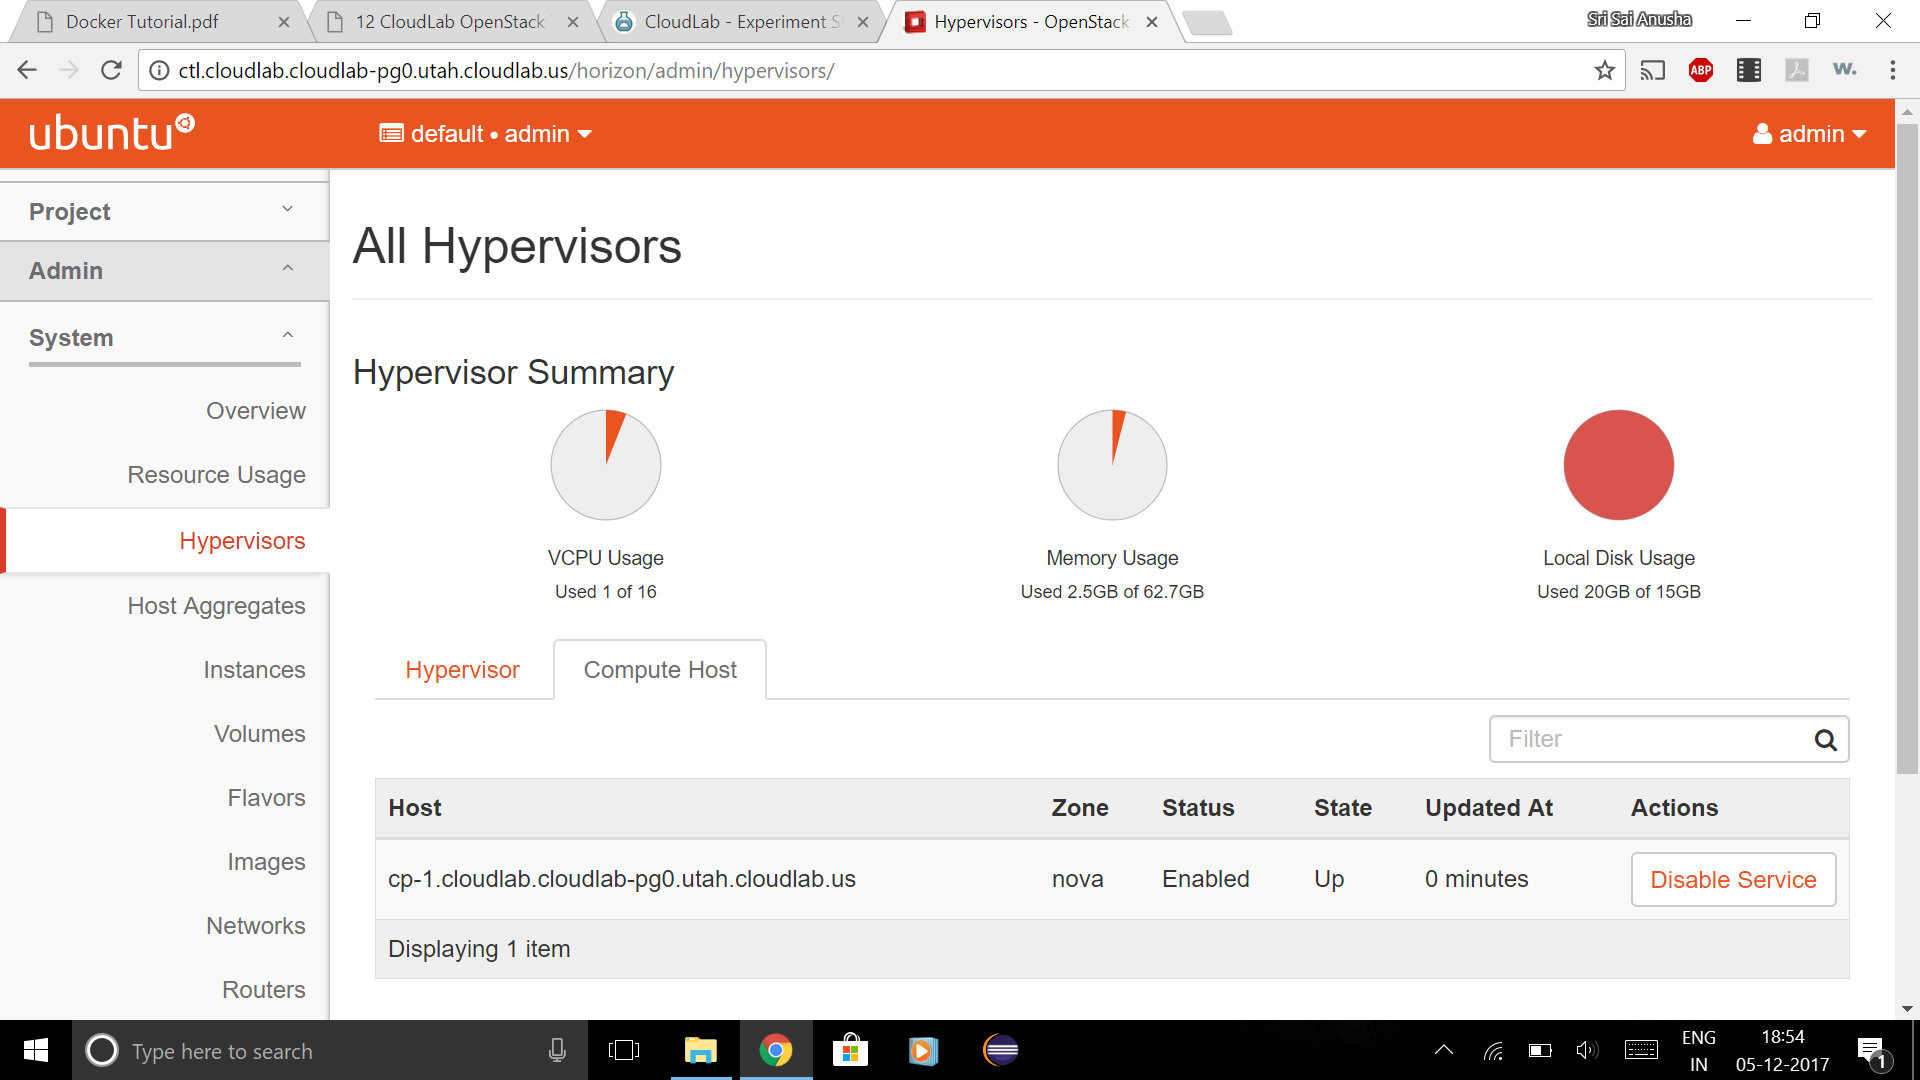 Docker Tutorial.pdf
12 CloudLab OpenStack
CloudLab - Experiment S
Hypervisors - OpenStack
Sri Sai Anusha
ctl.cloudlab.cloudlab-pg0.utah.cloudlab.us/horizon/admin/hypervisors/
ABP
w.
ubuntu
default • admin
admin
Project
Admin
System
Overview
Resource Usage
Hypervisors
Host Aggregates
Instances
Volumes
Flavors
Images
Networks
Routers
All Hypervisors
Hypervisor Summary
VCPU Usage
Used 1 of 16
Memory Usage
Used 2.5GB of 62.7GB
Local Disk Usage
Used 20GB of 15GB
Hypervisor
Compute Host
Filter
Host Zone Status State Updated At Actions
cp-1.cloudlab.cloudlab-pg0.utah.cloudlab.us nova Enabled Up 0 minutes Disable Service
Displaying 1 item
Type here to search
ENG
IN
18:54
05-12-2017
1